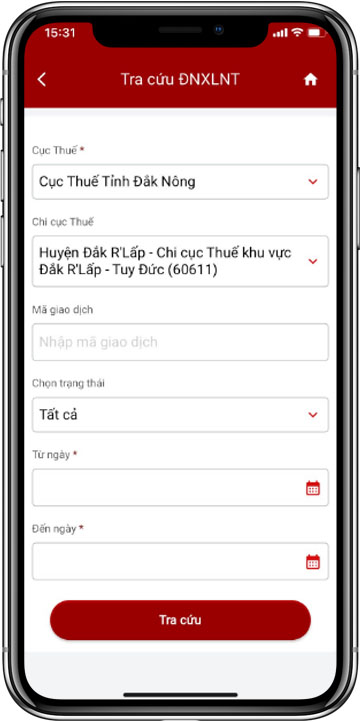 15:31
Tra cứu ĐNXLNT
Cục Thuế *
Cục Thuế Tỉnh Đắk Nông
Chi cục Thuế
Huyện Đắk R'Lấp - Chi cục Thuế khu vực
Đắk R'Lấp - Tuy Đức (60611)
Mã giao dịch
Nhập mã giao dịch
Chọn trạng thái
Tất cả
Từ ngày *
Đến ngày *
Tra cứu